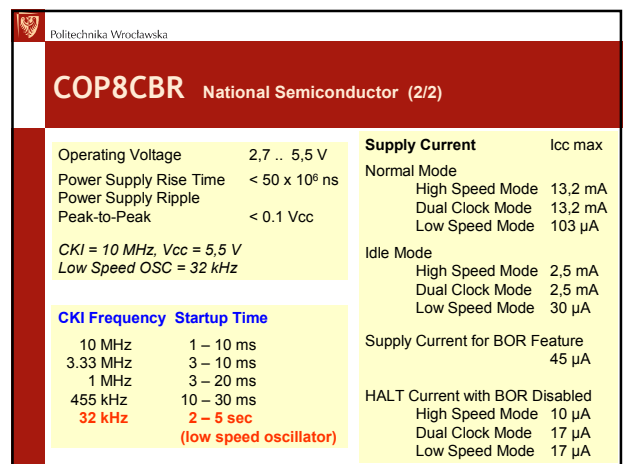 Politechnika Wrocławska
COP8CBR National Semiconductor (2/2)
Operating Voltage 2,7 .. 5,5 V
Power Supply Rise Time < 50 x 10⁶ ns
Power Supply Ripple
Peak-to-Peak < 0.1 Vcc
CKI = 10 MHz, Vcc = 5,5 V
Low Speed OSC = 32 kHz
CKI Frequency Startup Time
10 MHz 1 – 10 ms
3.33 MHz 3 – 10 ms
1 MHz 3 – 20 ms
455 kHz 10 – 30 ms
32 kHz 2 – 5 sec
(low speed oscillator)
Supply Current Icc max
Normal Mode
High Speed Mode 13,2 mA
Dual Clock Mode 13,2 mA
Low Speed Mode 103 µA
Idle Mode
High Speed Mode 2,5 mA
Dual Clock Mode 2,5 mA
Low Speed Mode 30 µA
Supply Current for BOR Feature
45 µA
HALT Current with BOR Disabled
High Speed Mode 10 µA
Dual Clock Mode 17 µA
Low Speed Mode 17 µA